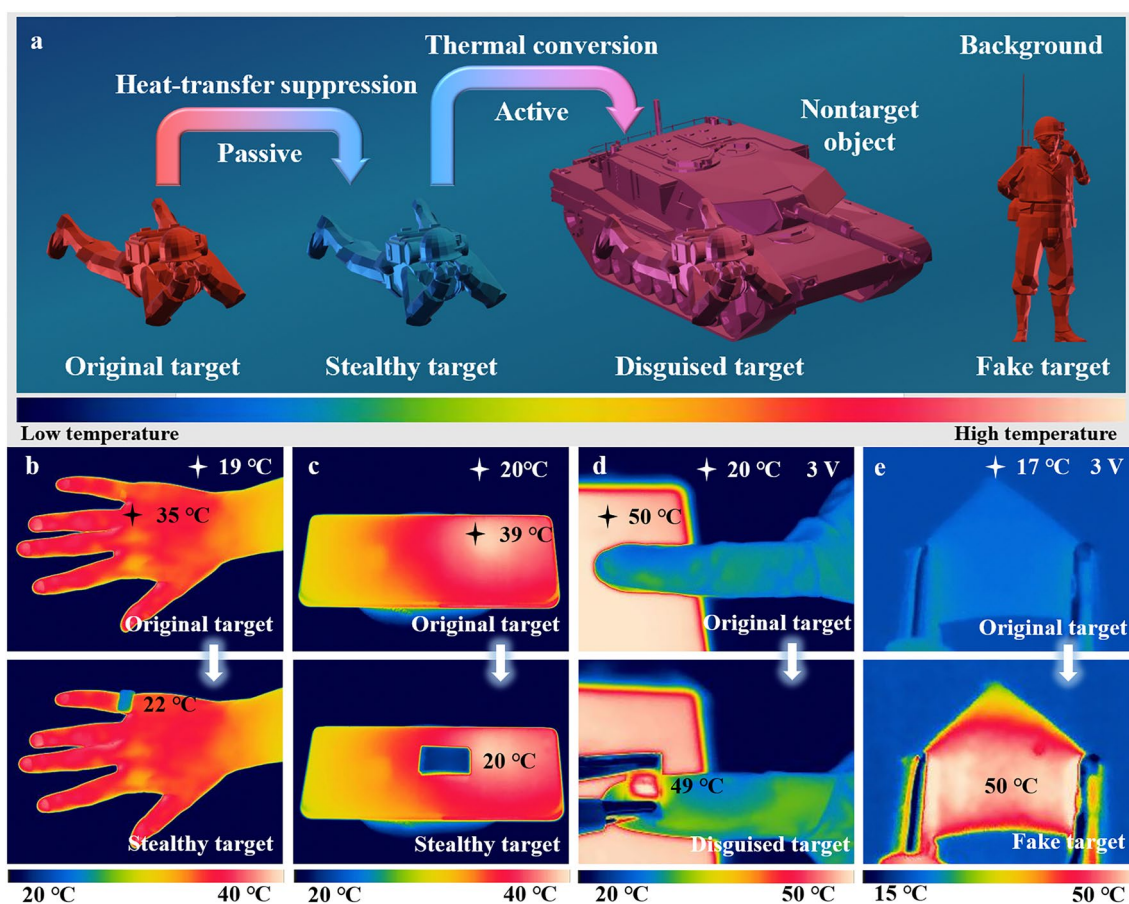 a
Thermal conversion
Background
Heat-transfer suppression
Active
Nontarget
object
Passive
Original target
Stealthy target
Disguised target
Fake target
Low temperature
High temperature
b
19 °C
35 °C
Original target
22 °C
Stealthy target
20 °C
40 °C
c
20°C
39 °C
Original target
20 °C
Stealthy target
20 °C
40 °C
d
20 °C 3 V
50 °C
Original target
49 °C
Disguised target
20 °C
50 °C
e
17 °C 3 V
Original target
50 °C
Fake target
15 °C
50 °C